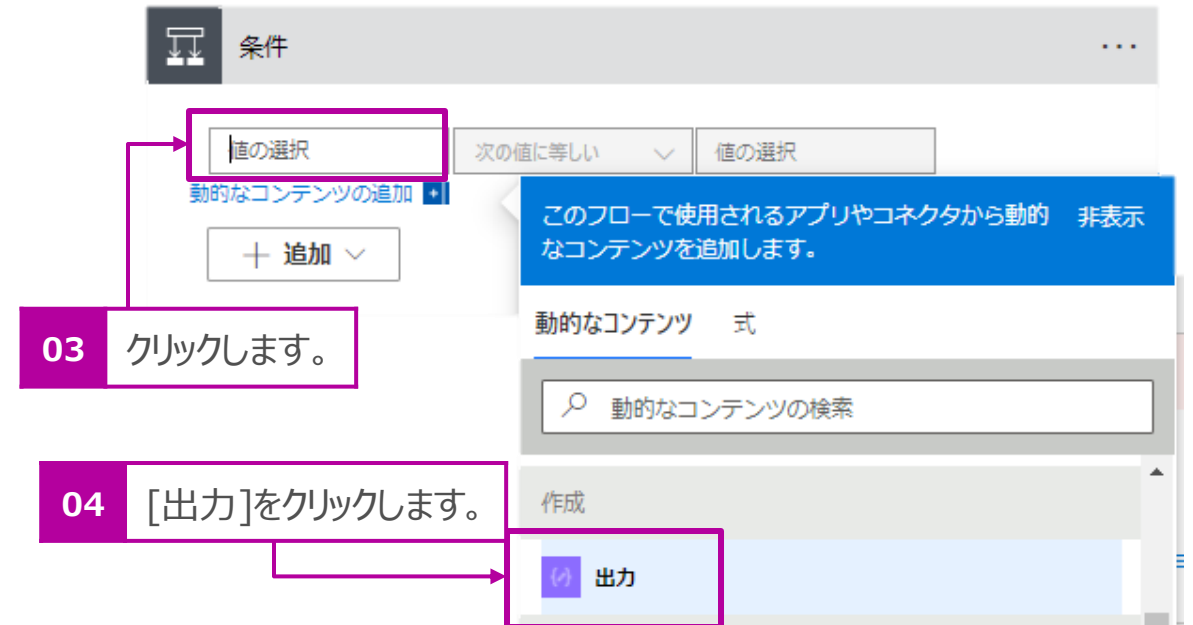 条件
値の選択
次の値に等しい
値の選択
動的なコンテンツの追加
追加
このフローで使用されるアプリやコネクタから動的
なコンテンツを追加します。
非表示
動的なコンテンツ
式
03 クリックします。
動的なコンテンツの検索
04 [出力]をクリックします。
作成
出力